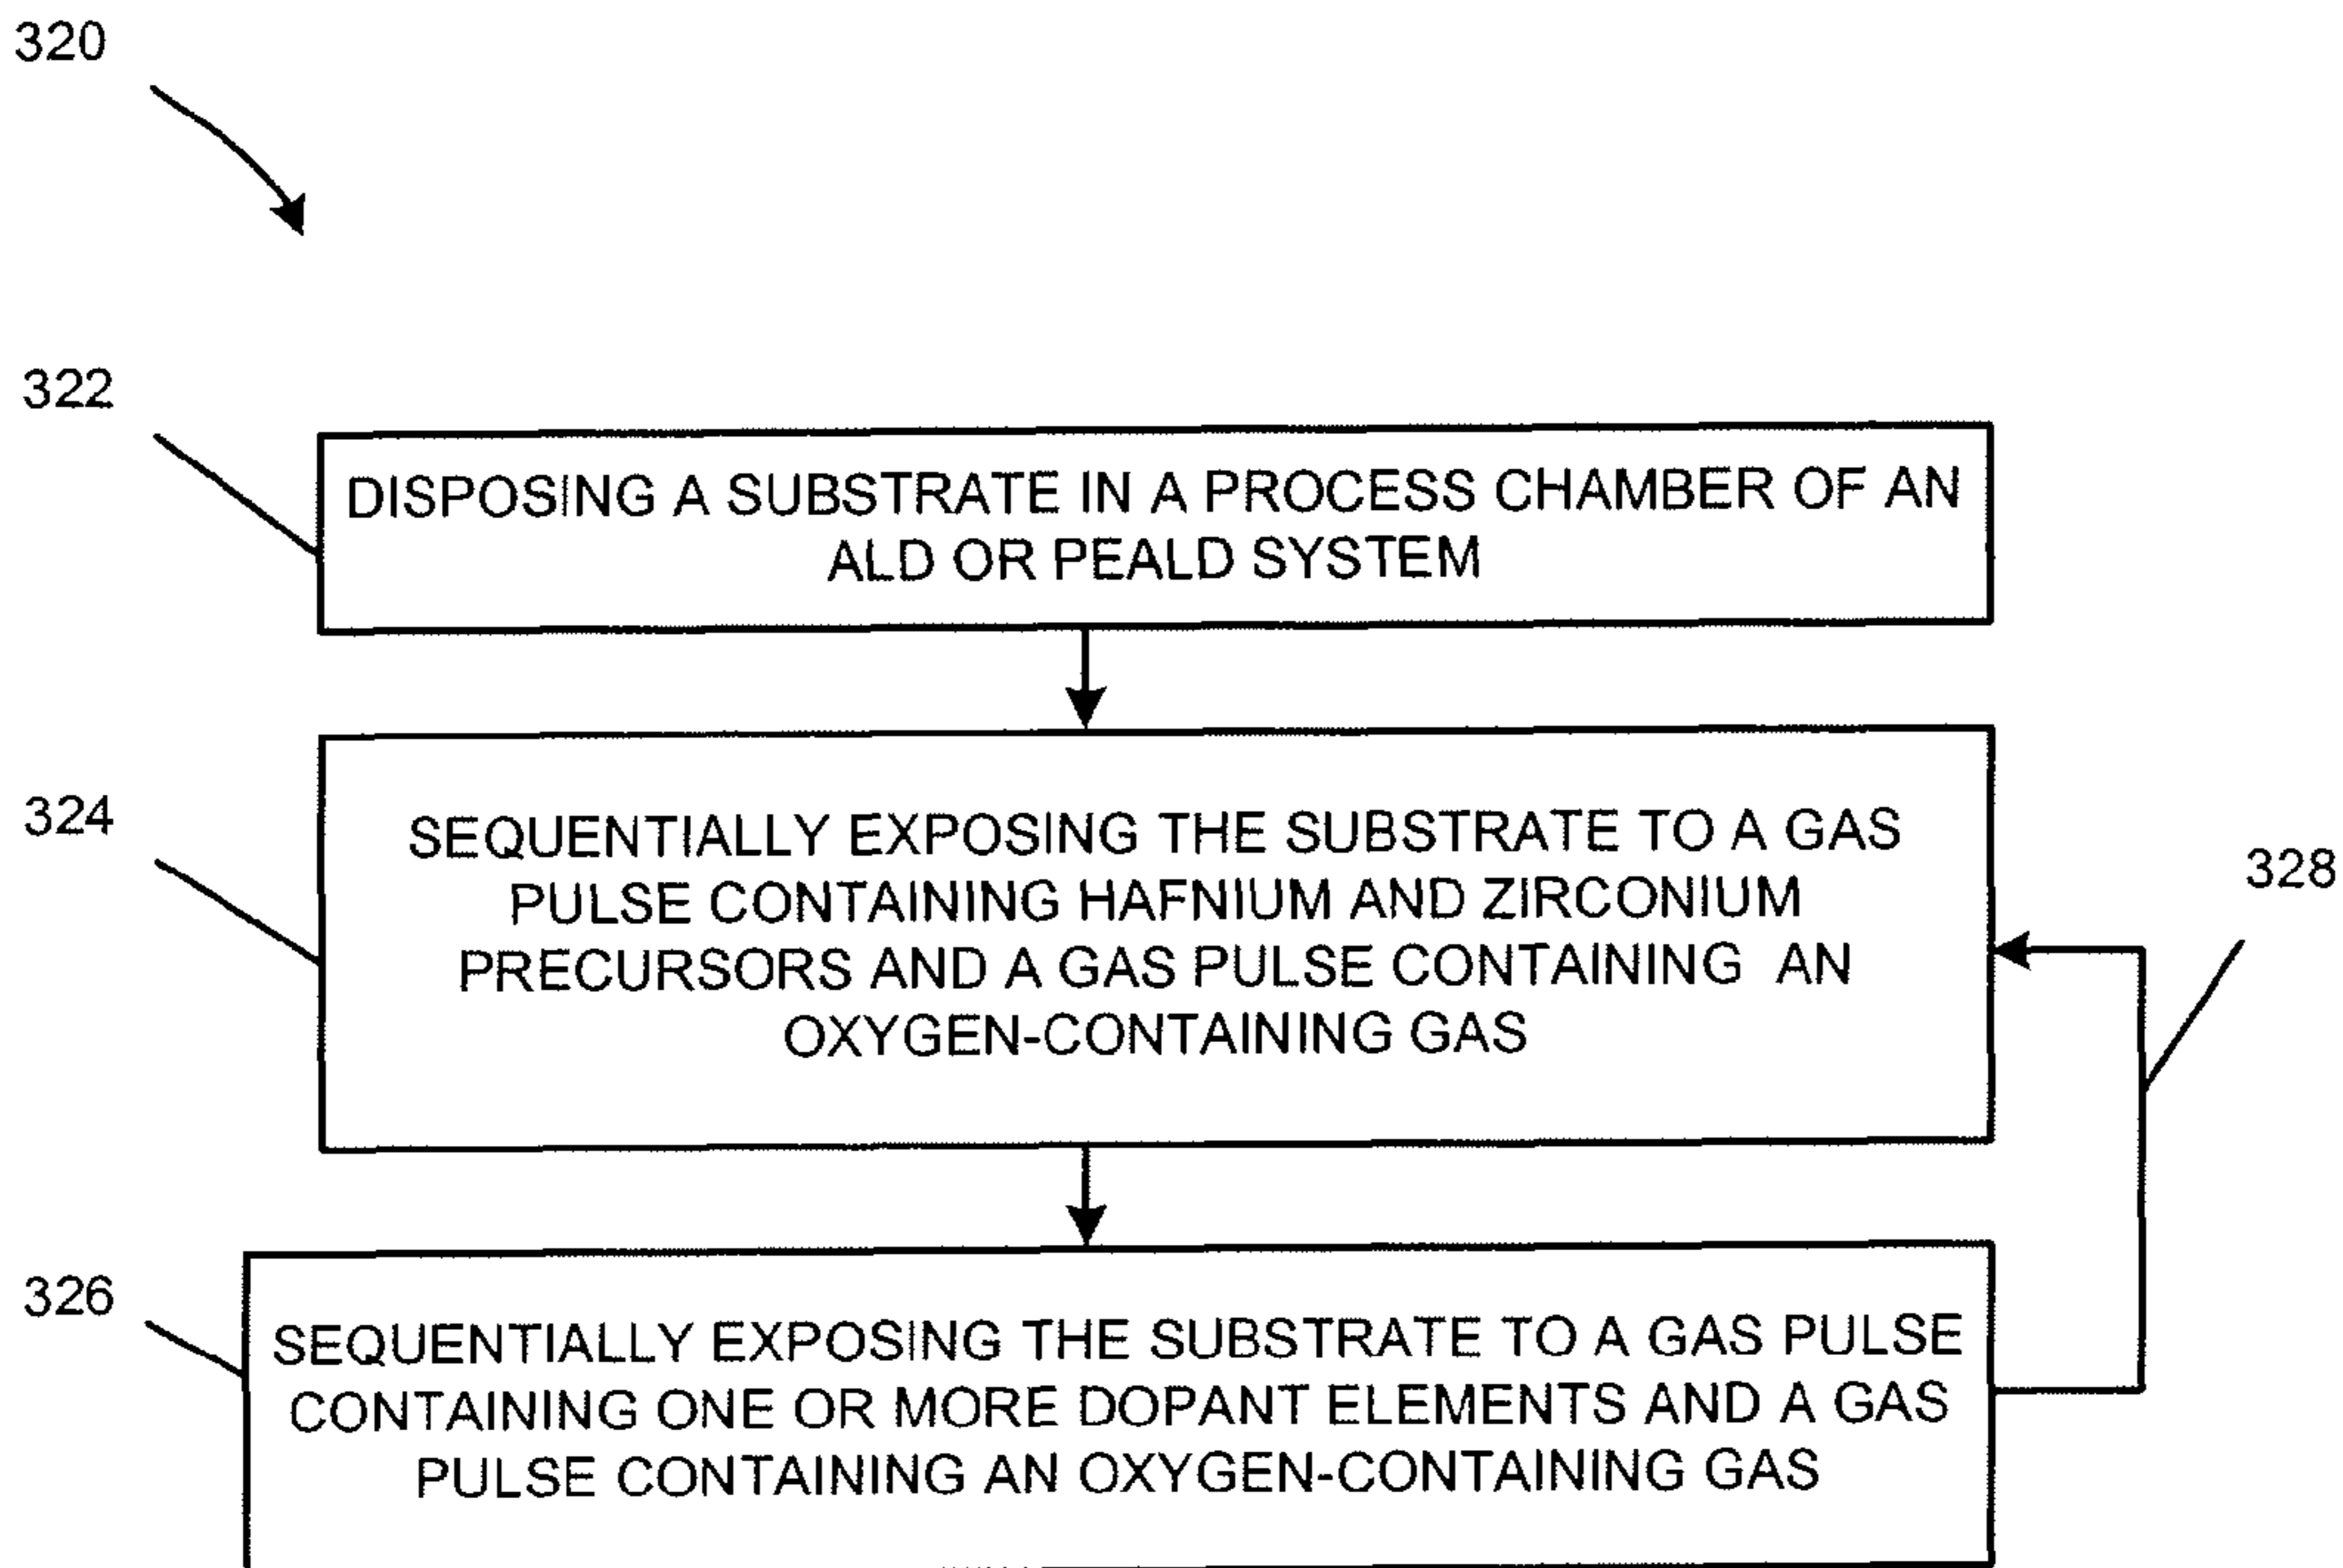 320
322
DISPOSING A SUBSTRATE IN A PROCESS CHAMBER OF AN
ALD OR PEALD SYSTEM
324
SEQUENTIALLY EXPOSING THE SUBSTRATE TO A GAS
PULSE CONTAINING HAFNIUM AND ZIRCONIUM
PRECURSORS AND A GAS PULSE CONTAINING AN
OXYGEN-CONTAINING GAS
328
326
SEQUENTIALLY EXPOSING THE SUBSTRATE TO A GAS PULSE
CONTAINING ONE OR MORE DOPANT ELEMENTS AND A GAS
PULSE CONTAINING AN OXYGEN-CONTAINING GAS